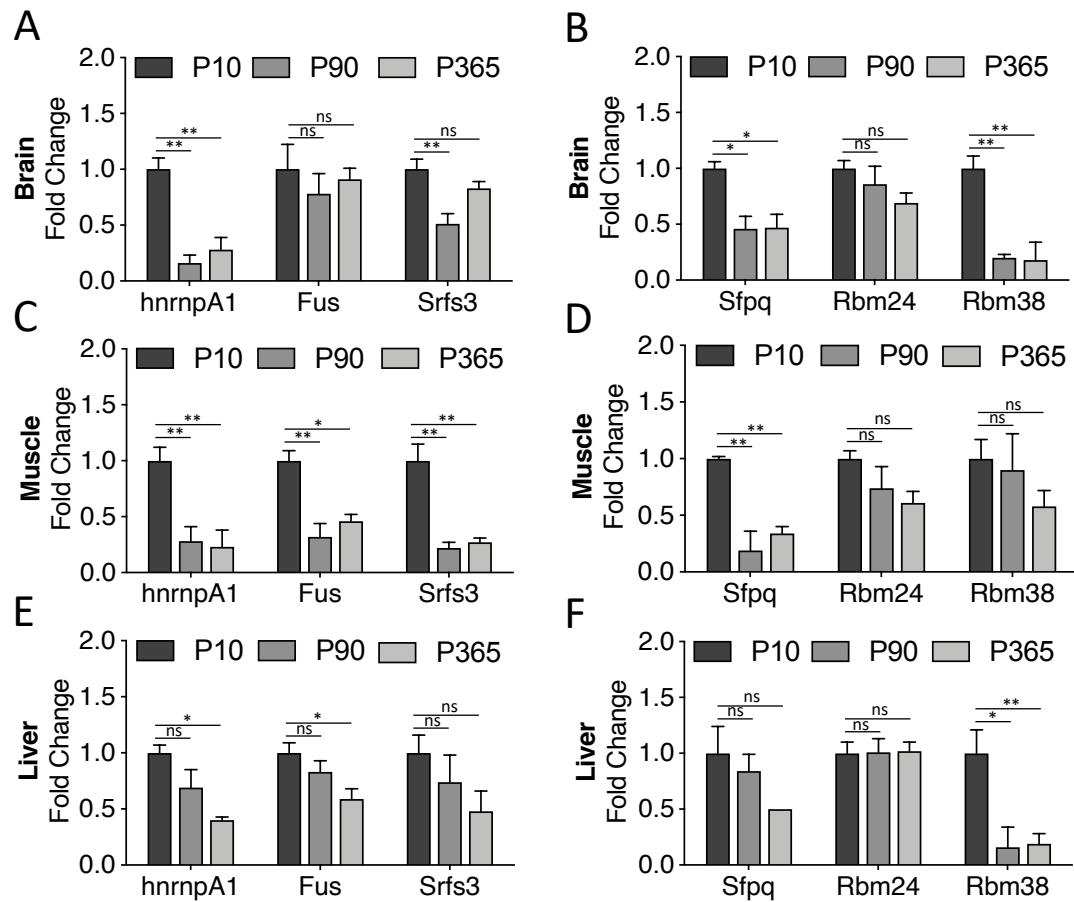 A
Brain
Fold Change
2.0
1.5
1.0
0.5
0.0
P10 P90 P365
** ** ns ns ** ns
hnrnpA1 Fus Srfs3
B
Brain
Fold Change
2.0
1.5
1.0
0.5
0.0
P10 P90 P365
* * ns ns ** **
Sfpq Rbm24 Rbm38
C
Muscle
Fold Change
2.0
1.5
1.0
0.5
0.0
P10 P90 P365
** ** ** * ** **
hnrnpA1 Fus Srfs3
D
Muscle
Fold Change
2.0
1.5
1.0
0.5
0.0
P10 P90 P365
** ** ns ns ns ns
Sfpq Rbm24 Rbm38
E
Liver
Fold Change
2.0
1.5
1.0
0.5
0.0
P10 P90 P365
ns * ns * ns ns
hnrnpA1 Fus Srfs3
F
Liver
Fold Change
2.0
1.5
1.0
0.5
0.0
P10 P90 P365
ns ns ns ns * **
Sfpq Rbm24 Rbm38